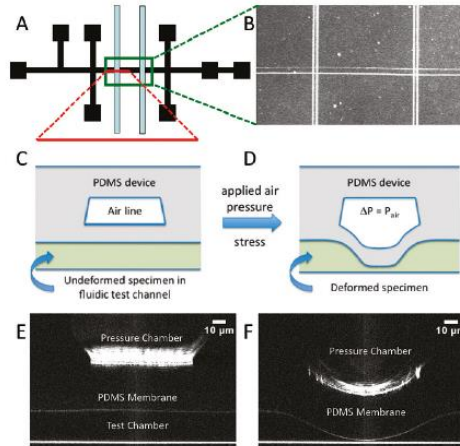 A
B
C
D
PDMS device
PDMS device
Air line
applied air
pressure
stress
ΔP = Pair
Undeformed specimen in
fluidic test channel
Deformed specimen
E
10 µm
F
10 µm
Pressure Chamber
Pressure Chamber
PDMS Membrane
PDMS Membrane
Test Chamber